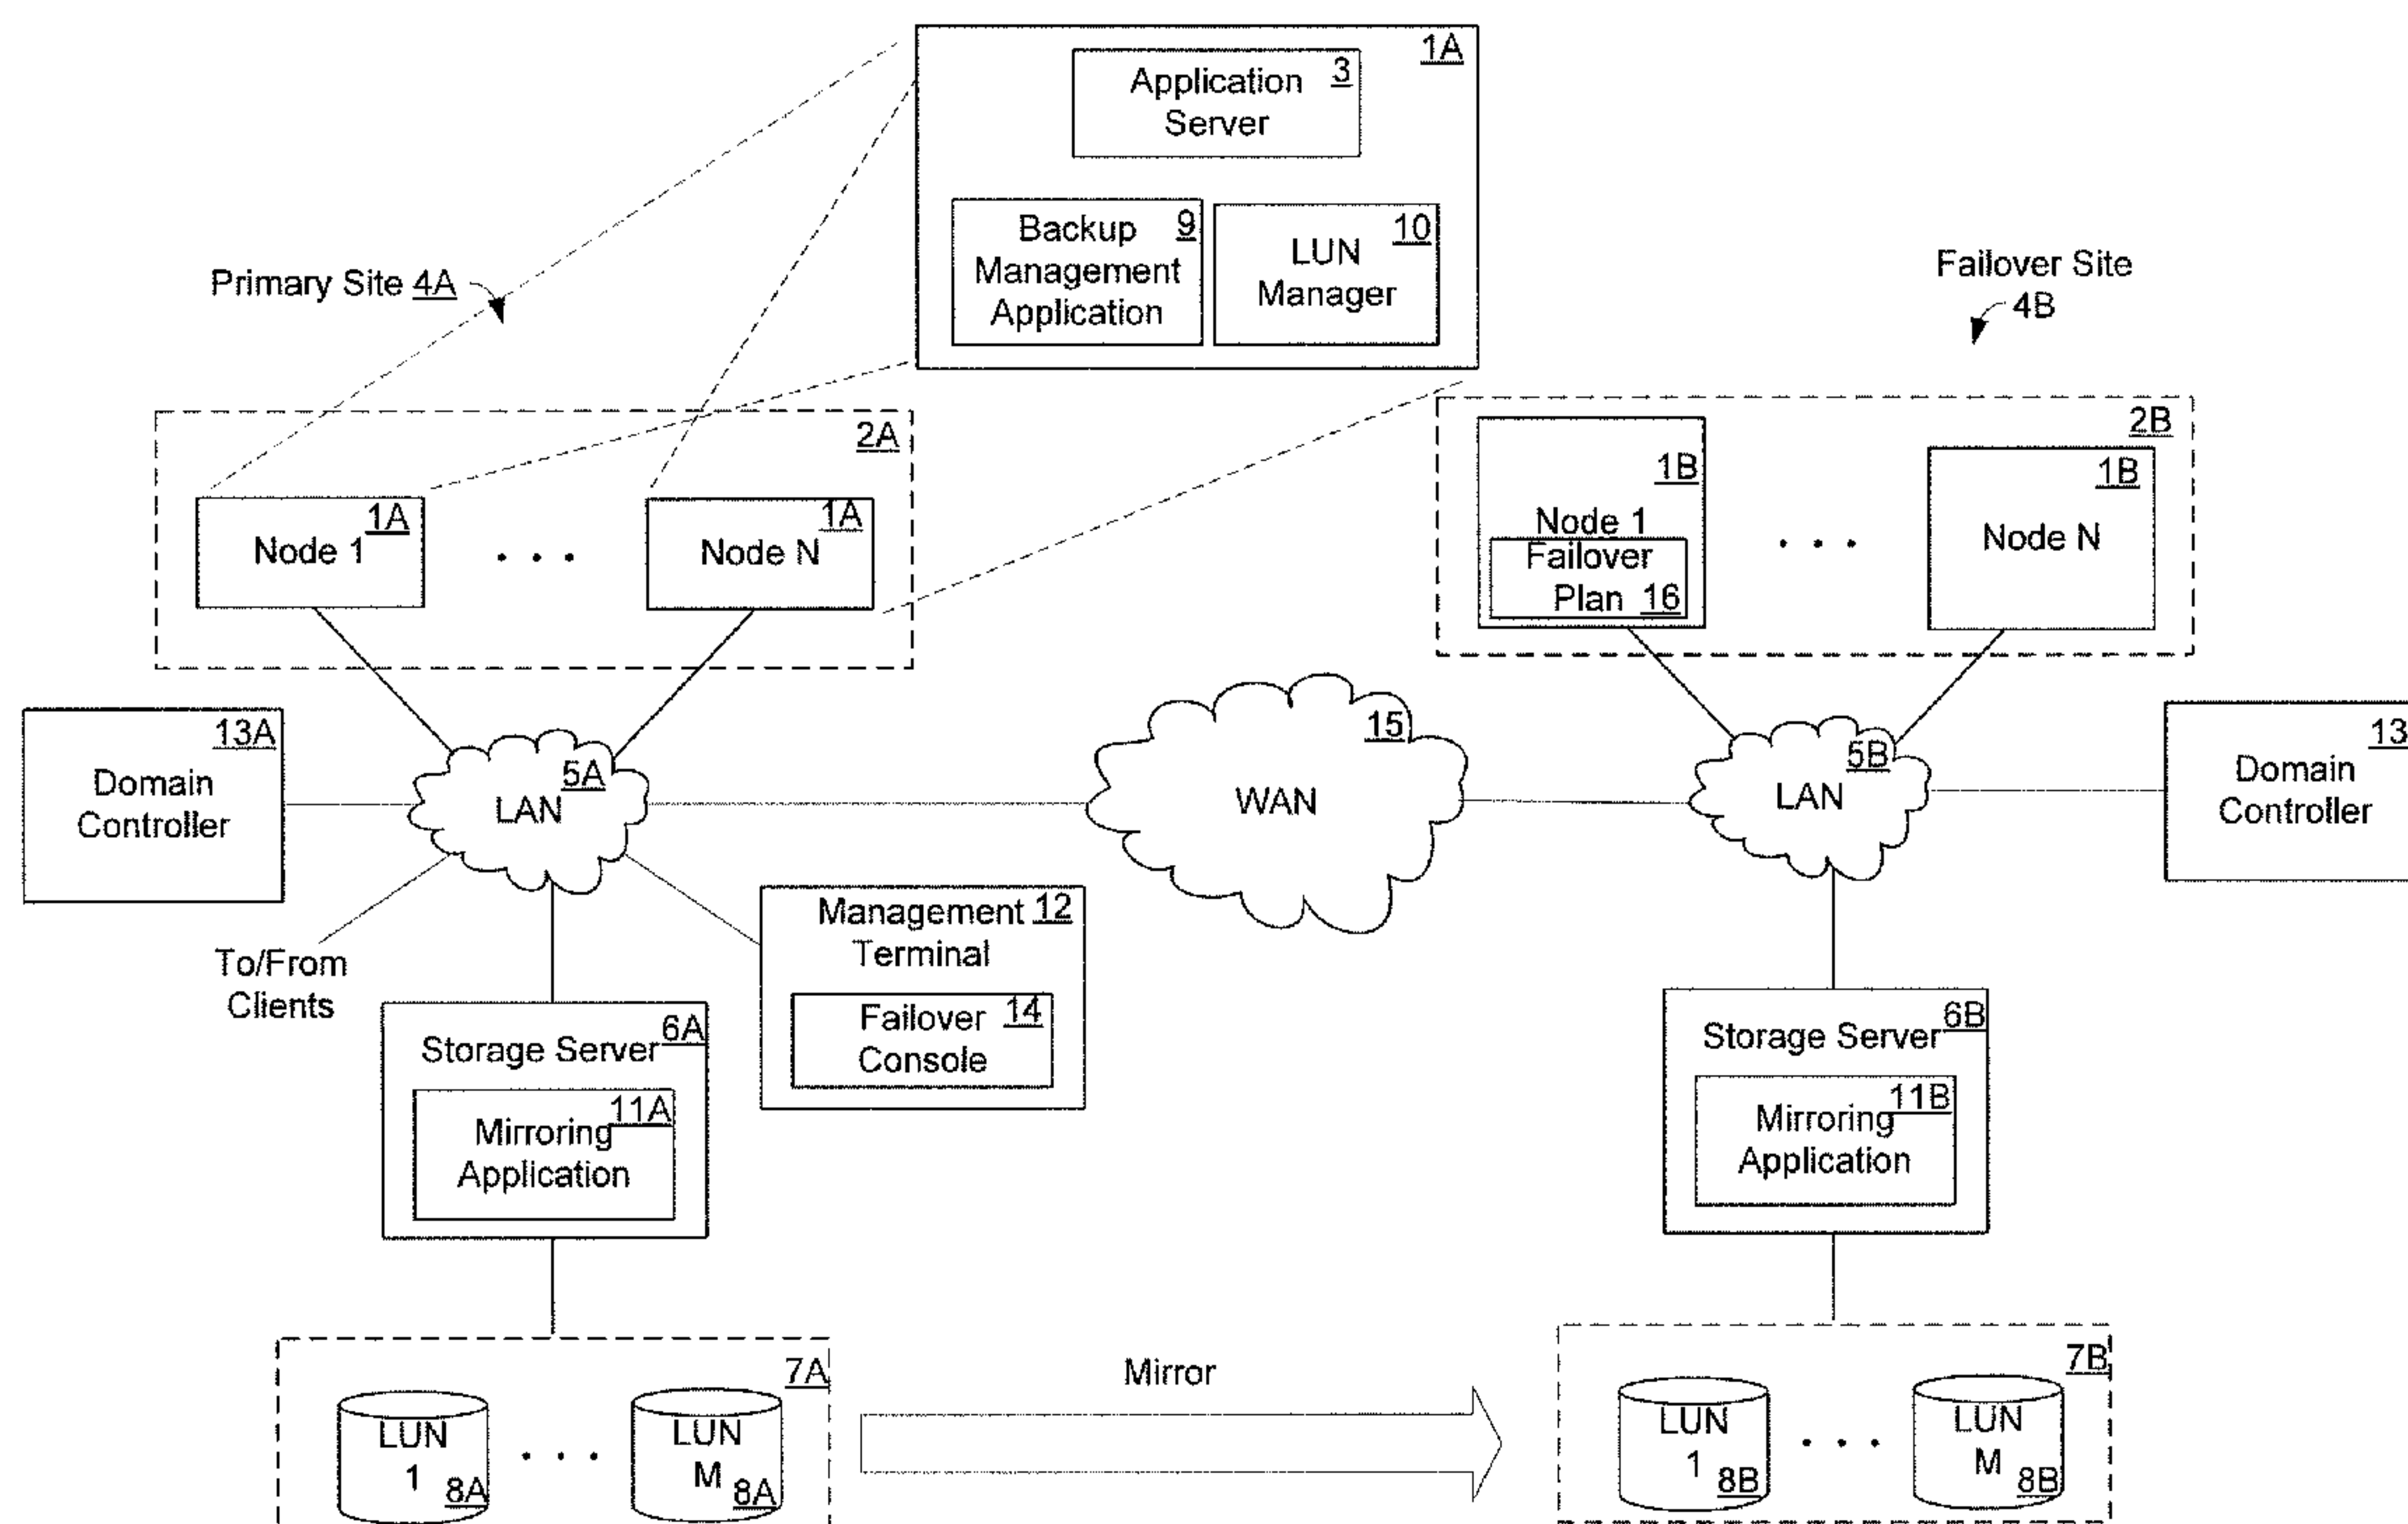 1A
Application 3
Server
Backup 9
Management
Application
LUN 10
Manager
Primary Site 4A
Failover Site
4B
2A
1A
Node 1
. . .
1A
Node N
2B
1B
Node 1
Failover
Plan 16
. . .
1B
Node N
13A
Domain
Controller
5A
LAN
15
WAN
5B
LAN
13
Domain
Controller
To/From
Clients
Management 12
Terminal
Failover 14
Console
6A
Storage Server
11A
Mirroring
Application
6B
Storage Server
11B
Mirroring
Application
7A
LUN
1
8A
. . .
LUN
M
8A
Mirror
7B
LUN
1
8B
. . .
LUN
M
8B